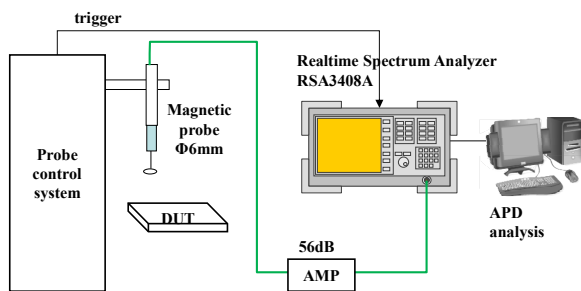 trigger
Realtime Spectrum Analyzer
RSA3408A
Magnetic
probe
Φ6mm
Probe
control
system
DUT
APD
analysis
56dB
AMP